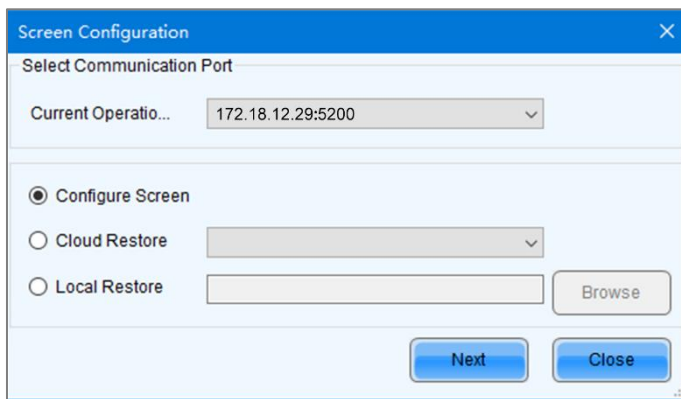 Screen Configuration
Select Communication Port
Current Operatio... 172.18.12.29:5200
Configure Screen
Cloud Restore
Local Restore Browse
Next Close